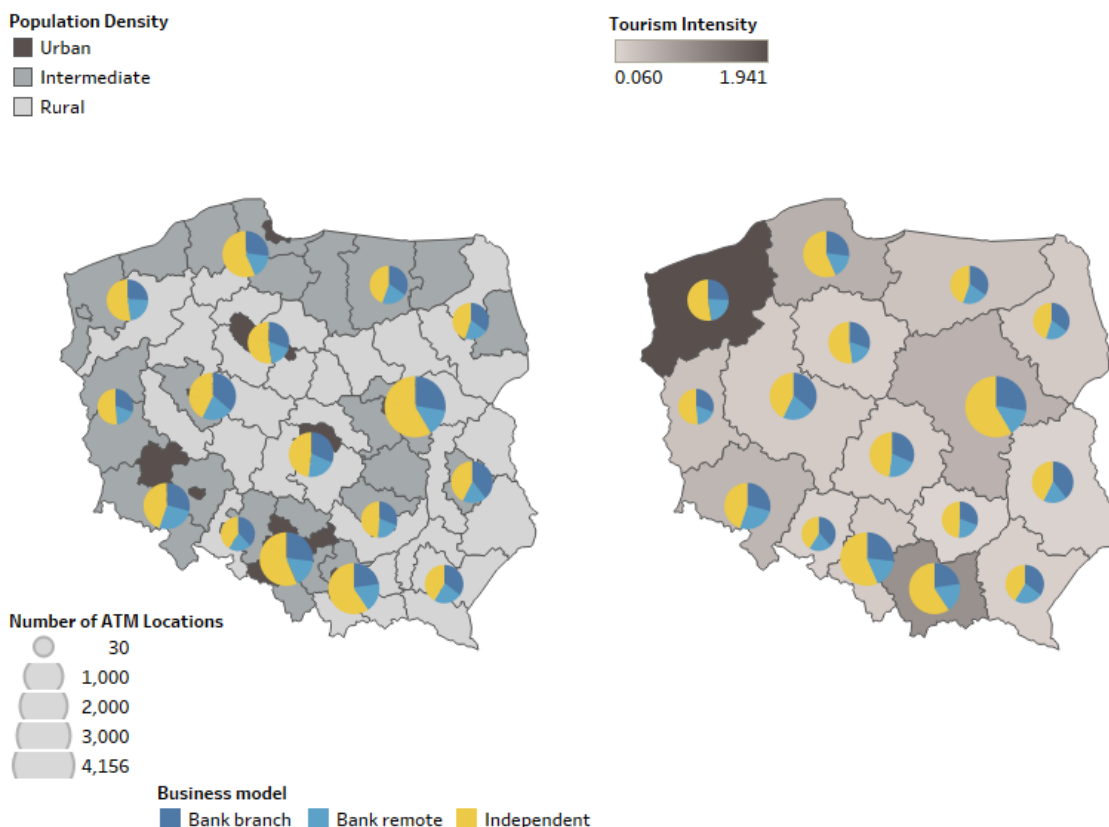 Population Density
Urban
Intermediate
Rural
Tourism Intensity
0.060 1.941
Number of ATM Locations
30
1,000
2,000
3,000
4,156
Business model
Bank branch Bank remote Independent